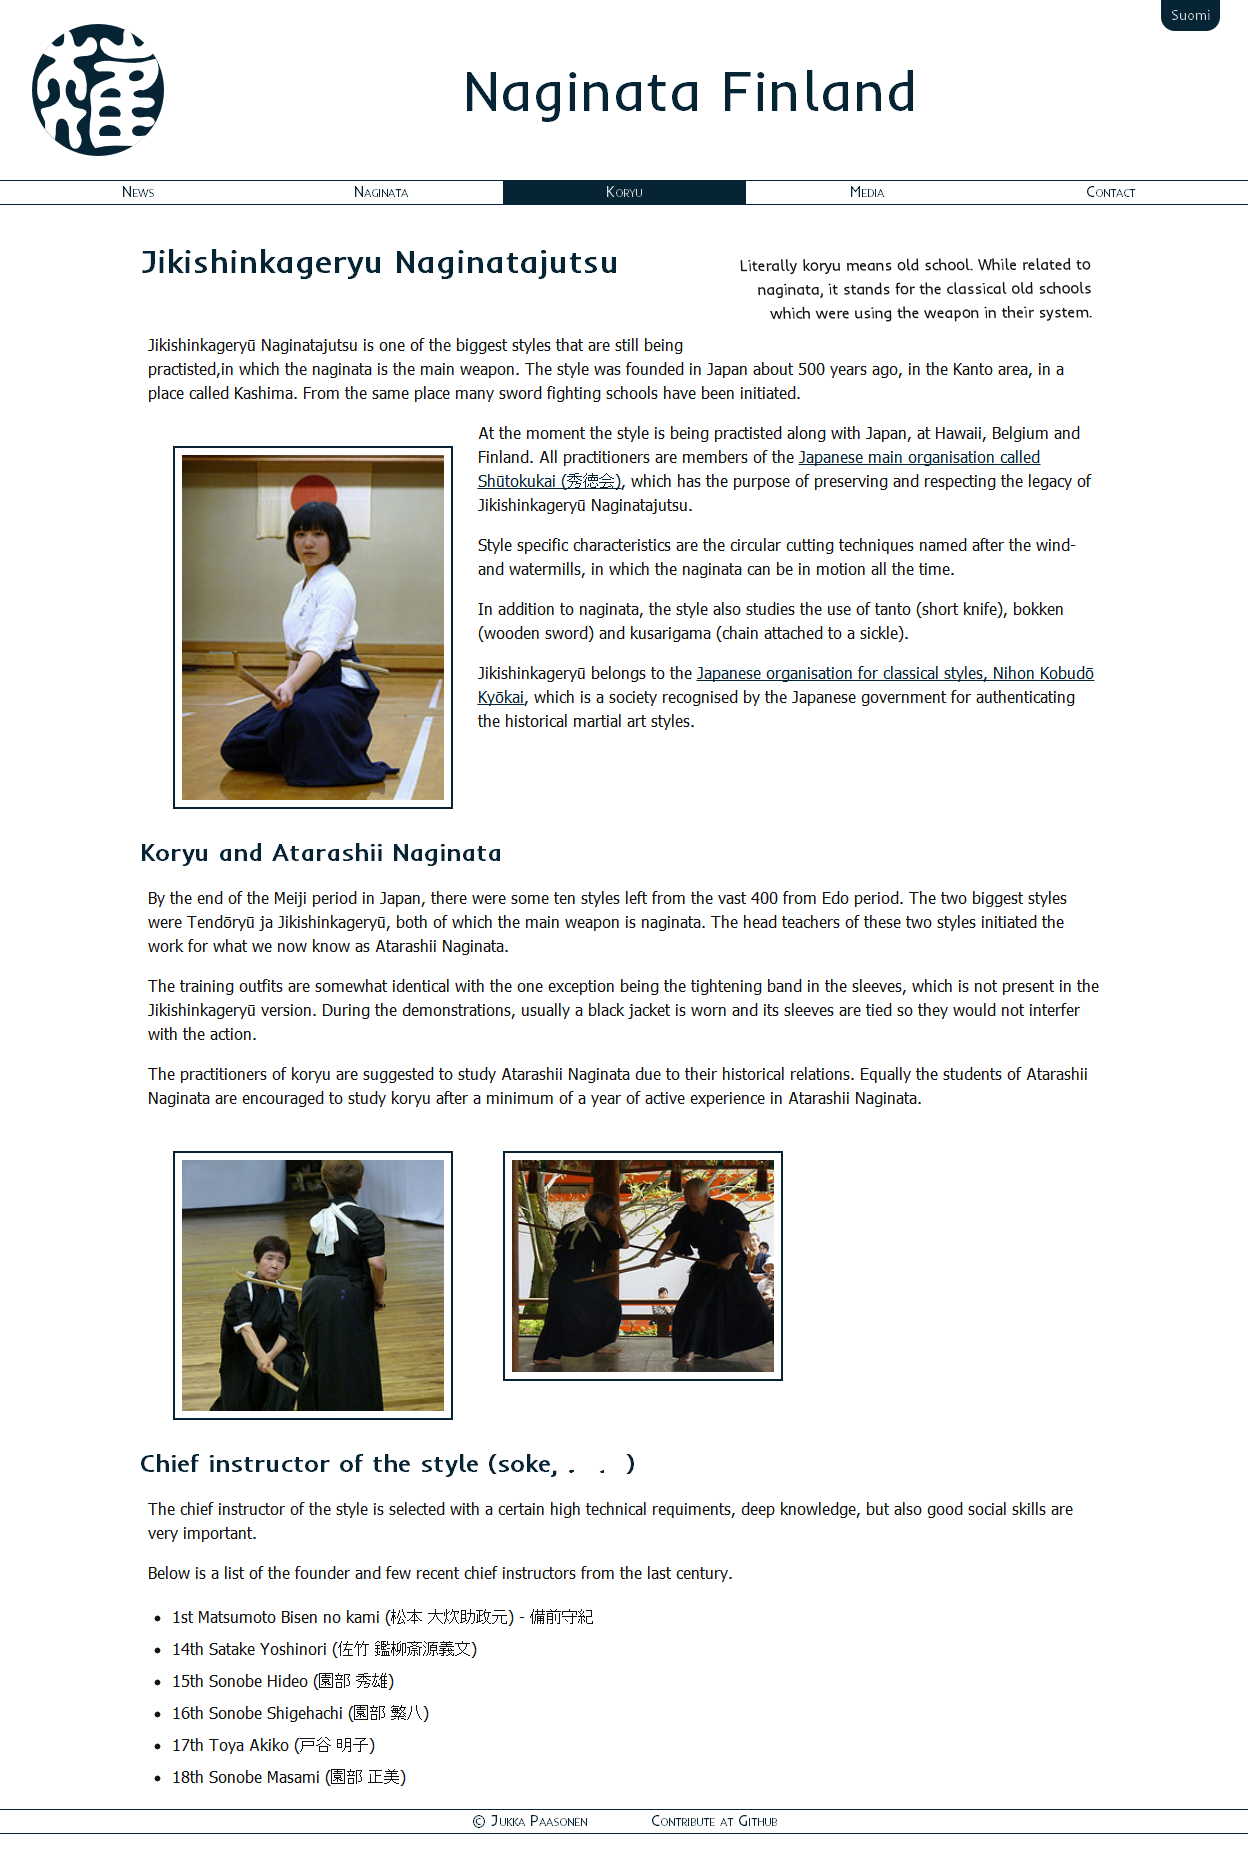 Suomi
Naginata Finland
News
Naginata
Koryu
Media
Contact
Jikishinkageryu Naginatajutsu
Literally koryu means old school. While related to
naginata, it stands for the classical old schools
which were using the weapon in their system.
Jikishinkageryū Naginatajutsu is one of the biggest styles that are still being
practisted,in which the naginata is the main weapon. The style was founded in Japan about 500 years ago, in the Kanto area, in a
place called Kashima. From the same place many sword fighting schools have been initiated.
At the moment the style is being practisted along with Japan, at Hawaii, Belgium and
Finland. All practitioners are members of the Japanese main organisation called
Shūtokukai (秀徳会), which has the purpose of preserving and respecting the legacy of
Jikishinkageryū Naginatajutsu.
Style specific characteristics are the circular cutting techniques named after the wind-
and watermills, in which the naginata can be in motion all the time.
In addition to naginata, the style also studies the use of tanto (short knife), bokken
(wooden sword) and kusarigama (chain attached to a sickle).
Jikishinkageryū belongs to the Japanese organisation for classical styles, Nihon Kobudō
Kyōkai, which is a society recognised by the Japanese government for authenticating
the historical martial art styles.
Koryu and Atarashii Naginata
By the end of the Meiji period in Japan, there were some ten styles left from the vast 400 from Edo period. The two biggest styles
were Tendōryū ja Jikishinkageryū, both of which the main weapon is naginata. The head teachers of these two styles initiated the
work for what we now know as Atarashii Naginata.
The training outfits are somewhat identical with the one exception being the tightening band in the sleeves, which is not present in the
Jikishinkageryū version. During the demonstrations, usually a black jacket is worn and its sleeves are tied so they would not interfer
with the action.
The practitioners of koryu are suggested to study Atarashii Naginata due to their historical relations. Equally the students of Atarashii
Naginata are encouraged to study koryu after a minimum of a year of active experience in Atarashii Naginata.
Chief instructor of the style (soke, . . )
The chief instructor of the style is selected with a certain high technical requiments, deep knowledge, but also good social skills are
very important.
Below is a list of the founder and few recent chief instructors from the last century.
• 1st Matsumoto Bisen no kami (松本 大炊助政元) - 備前守紀
• 14th Satake Yoshinori (佐竹 鑑柳斎源義文)
• 15th Sonobe Hideo (園部 秀雄)
• 16th Sonobe Shigehachi (園部 繁八)
• 17th Toya Akiko (戸谷 明子)
• 18th Sonobe Masami (園部 正美)
© Jukka Paasonen
Contribute at Github